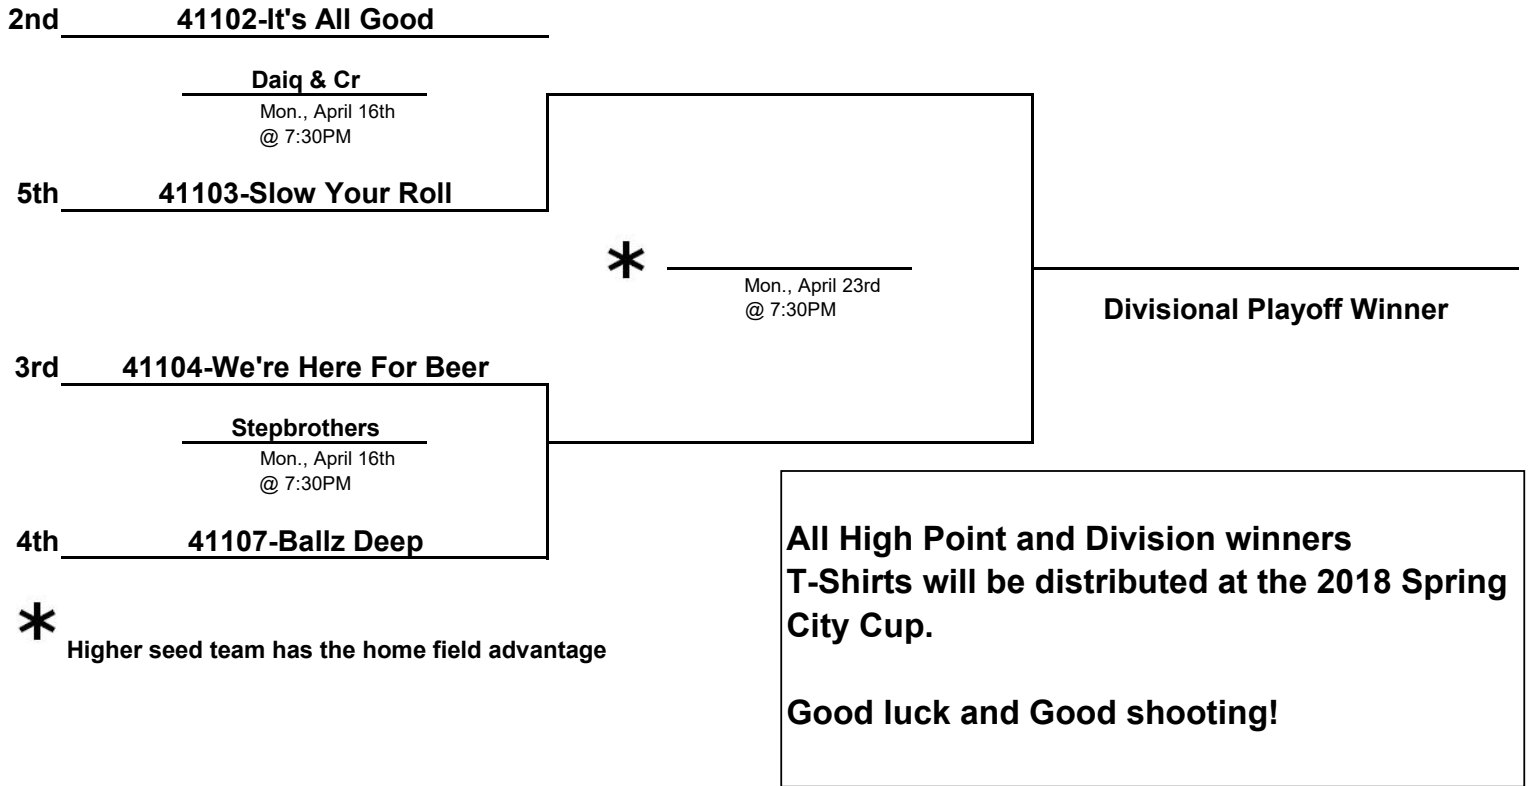 2nd 41102-It's All Good
Daiq & Cr
Mon., April 16th
@ 7:30PM
5th 41103-Slow Your Roll
*
Mon., April 23rd
@ 7:30PM
Divisional Playoff Winner
3rd 41104-We're Here For Beer
Stepbrothers
Mon., April 16th
@ 7:30PM
4th 41107-Ballz Deep
* Higher seed team has the home field advantage
All High Point and Division winners
T-Shirts will be distributed at the 2018 Spring
City Cup.
Good luck and Good shooting!